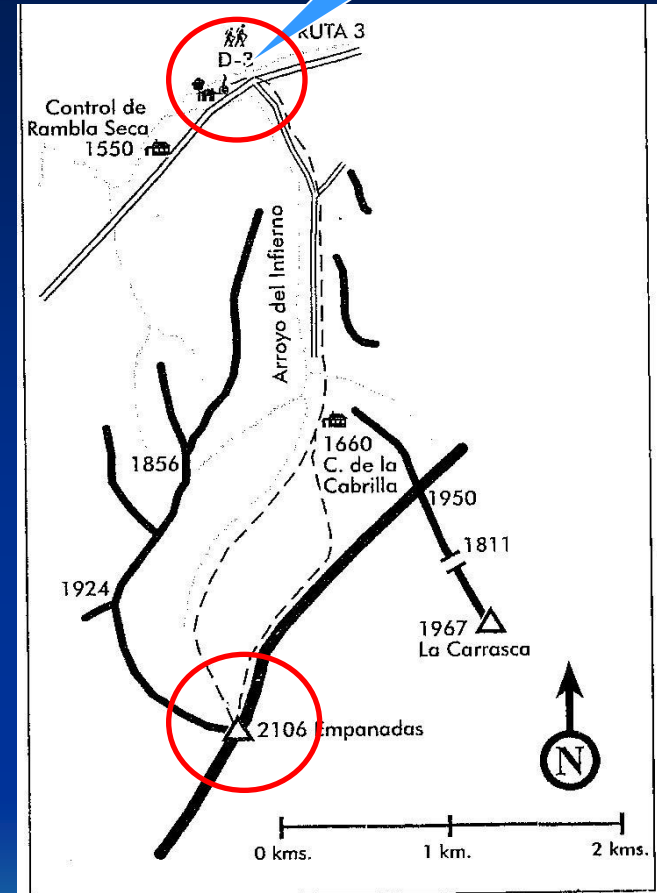 RUTA 3
D-3
Control de
Rambla Seca
1550
Arroyo del Infierno
1660
C. de la
Cabrilla
1856
1950
1811
1924
1967
La Carrasca
2106 Empanadas
N
0 kms.
1 km.
2 kms.